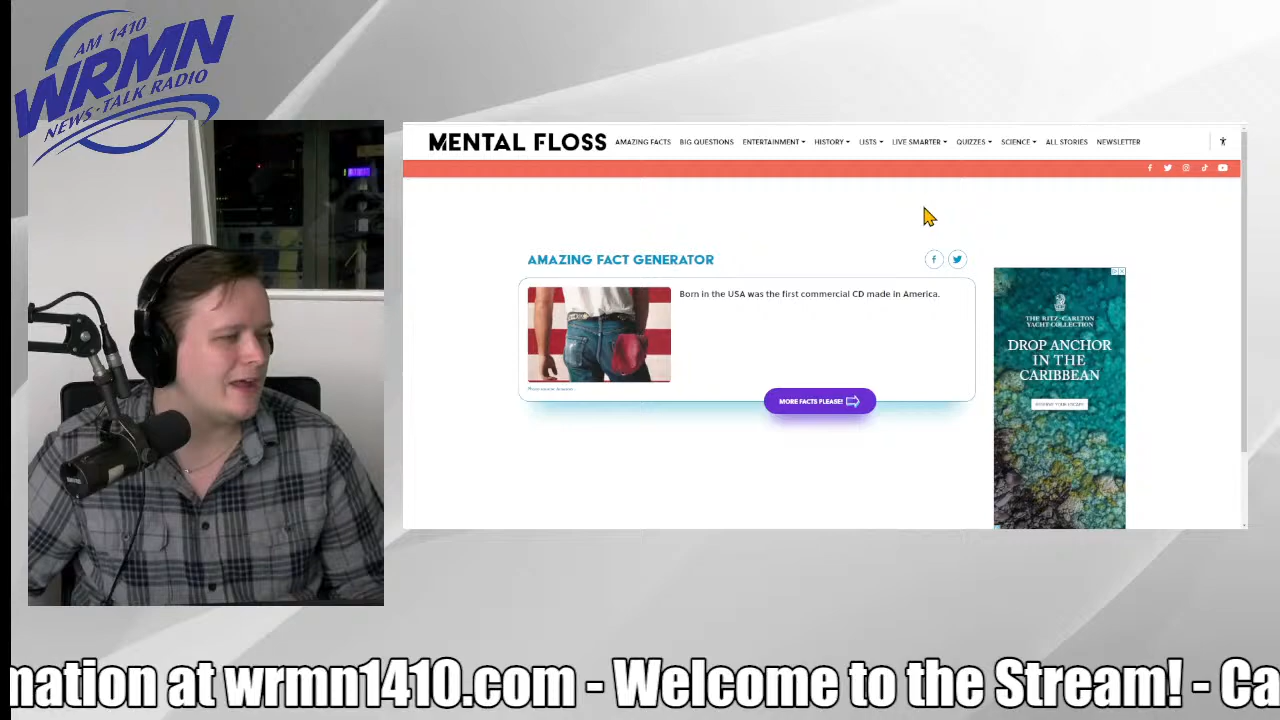 AM 1410
WRMN
NEWS·TALK RADIO
MENTAL FLOSS
AMAZING FACTS BIG QUESTIONS ENTERTAINMENT HISTORY LISTS LIVE SMARTER QUIZZES SCIENCE ALL STORIES NEWSLETTER
AMAZING FACT GENERATOR
Born in the USA was the first commercial CD made in America.
MORE FACTS PLEASE!
THE RITZ-CARLTON
YACHT COLLECTION
DROP ANCHOR
IN THE
CARIBBEAN
mation at wrmn1410.com - Welcome to the Stream! - Ca